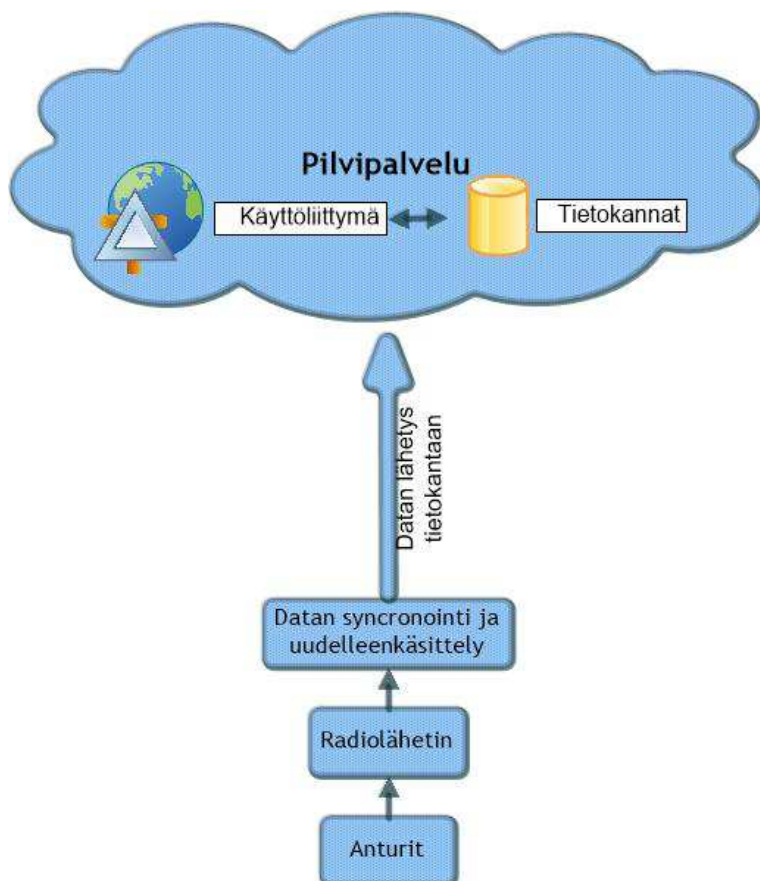 Pilvipalvelu
Käyttöliittymä
Tietokannat
Datan lähetys
tietokantaan
Datan syncronointi ja
uudelleenkäsittely
Radiolähetin
Anturit